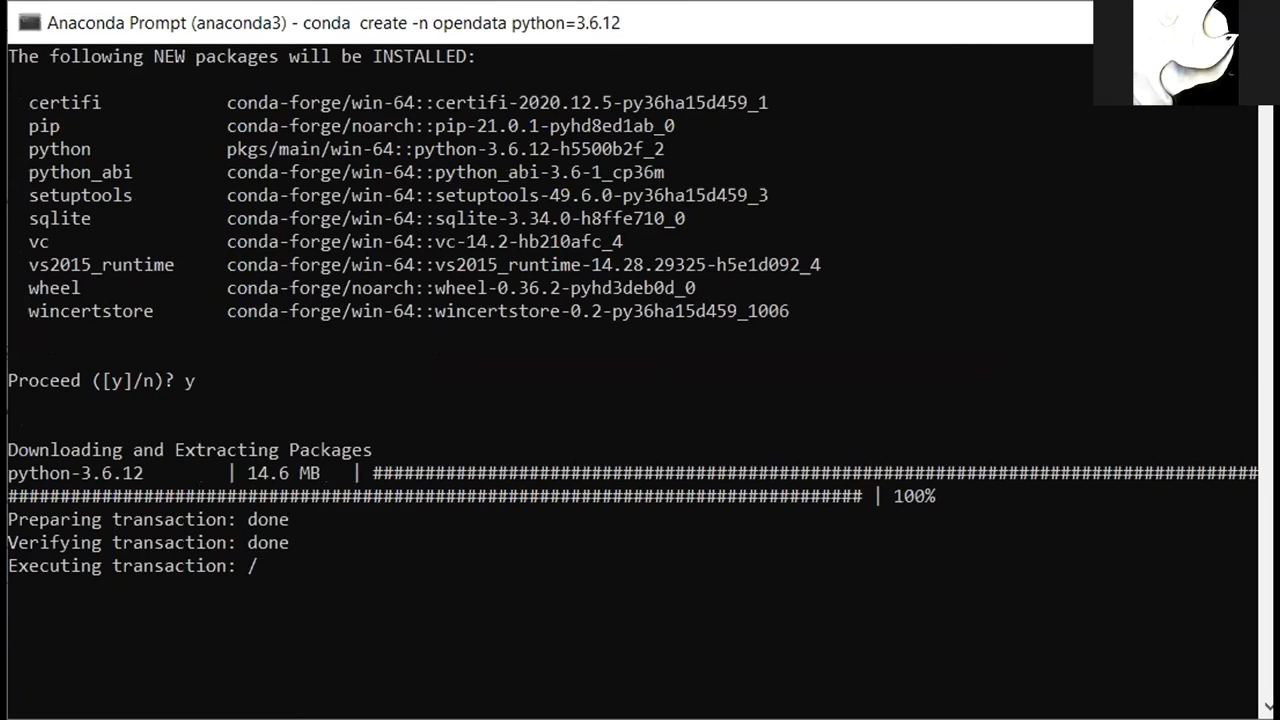 Anaconda Prompt (anaconda3) - conda  create -n opendata python=3.6.12
The following NEW packages will be INSTALLED:
certifi            conda-forge/win-64::certifi-2020.12.5-py36ha15d459_1
pip                conda-forge/noarch::pip-21.0.1-pyhd8ed1ab_0
python             pkgs/main/win-64::python-3.6.12-h5500b2f_2
python_abi         conda-forge/win-64::python_abi-3.6-1_cp36m
setuptools         conda-forge/win-64::setuptools-49.6.0-py36ha15d459_3
sqlite             conda-forge/win-64::sqlite-3.34.0-h8ffe710_0
vc                 conda-forge/win-64::vc-14.2-hb210afc_4
vs2015_runtime     conda-forge/win-64::vs2015_runtime-14.28.29325-h5e1d092_4
wheel              conda-forge/noarch::wheel-0.36.2-pyhd3deb0d_0
wincertstore       conda-forge/win-64::wincertstore-0.2-py36ha15d459_1006
Proceed ([y]/n)? y
Downloading and Extracting Packages
python-3.6.12        | 14.6 MB   | #####################################################################################
################################################################################## | 100%
Preparing transaction: done
Verifying transaction: done
Executing transaction: /